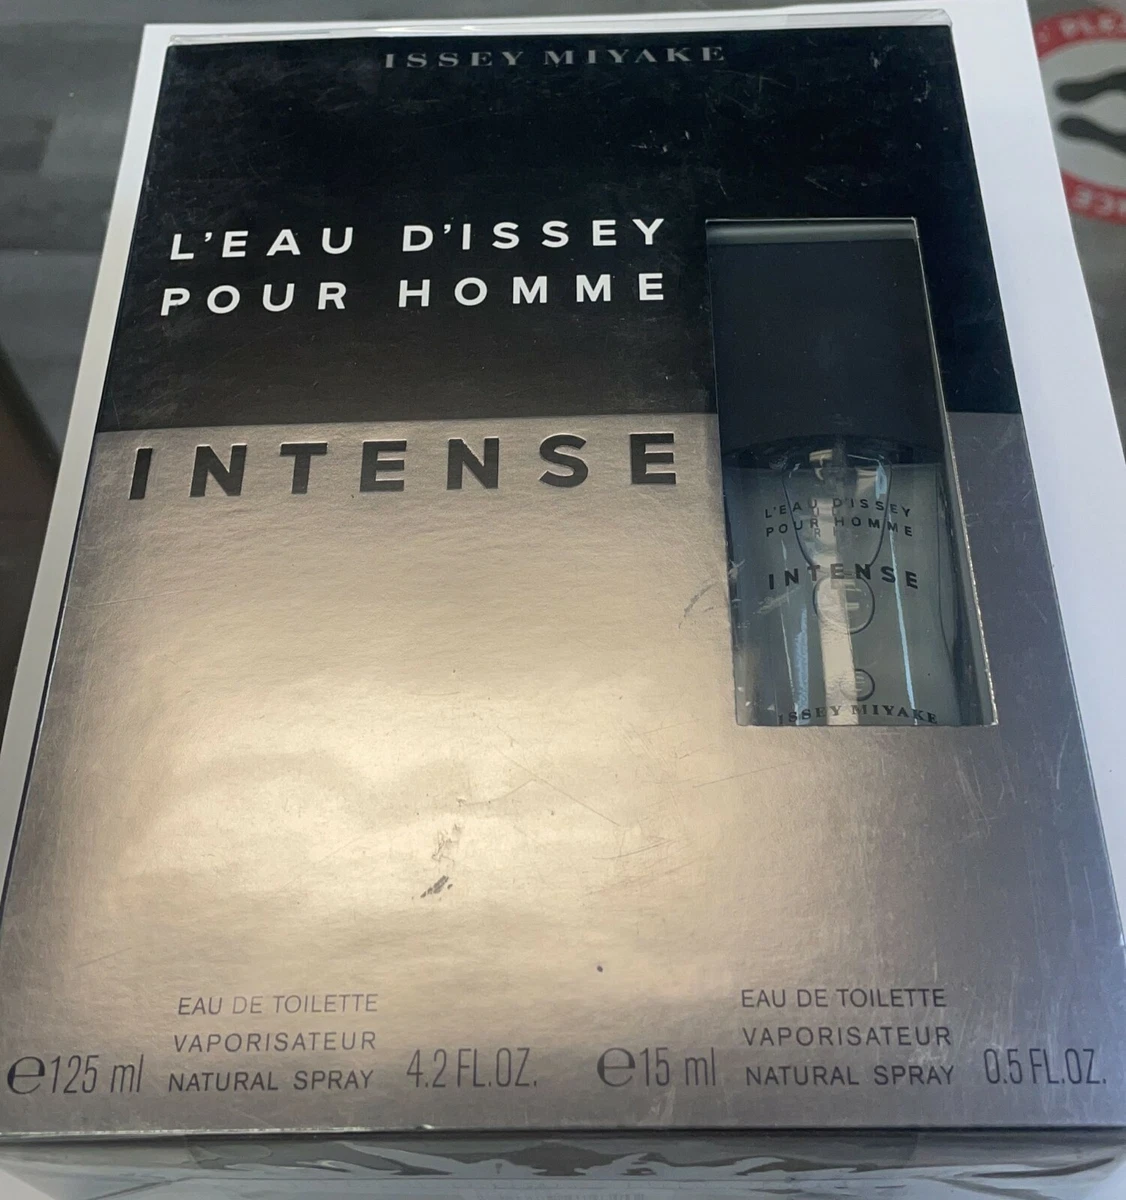 ISSEY MIYAKE
L'EAU D'ISSEY
POUR HOMME
INTENSE
L'EAU D'ISSEY
POUR HOMME
INTENSE
ISSEY MIYAKE
EAU DE TOILETTE
VAPORISATEUR
℮125 ml NATURAL SPRAY 4.2 FL.OZ.
EAU DE TOILETTE
VAPORISATEUR
℮15 ml NATURAL SPRAY 0.5 FL.OZ.